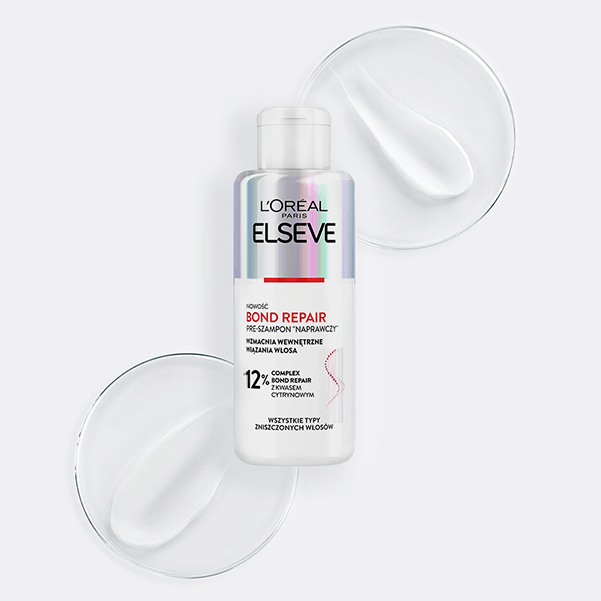 L'ORÉAL
PARIS
ELSEVE
NOWOŚĆ
BOND REPAIR
PRE-SZAMPON "NAPRAWCZY"
WZMACNIA WEWNĘTRZNE
WIĄZANIA WŁOSA
12%
COMPLEX
BOND REPAIR
Z KWASEM
CYTRYNOWYM
WSZYSTKIE TYPY
ZNISZCZONYCH WŁOSÓW